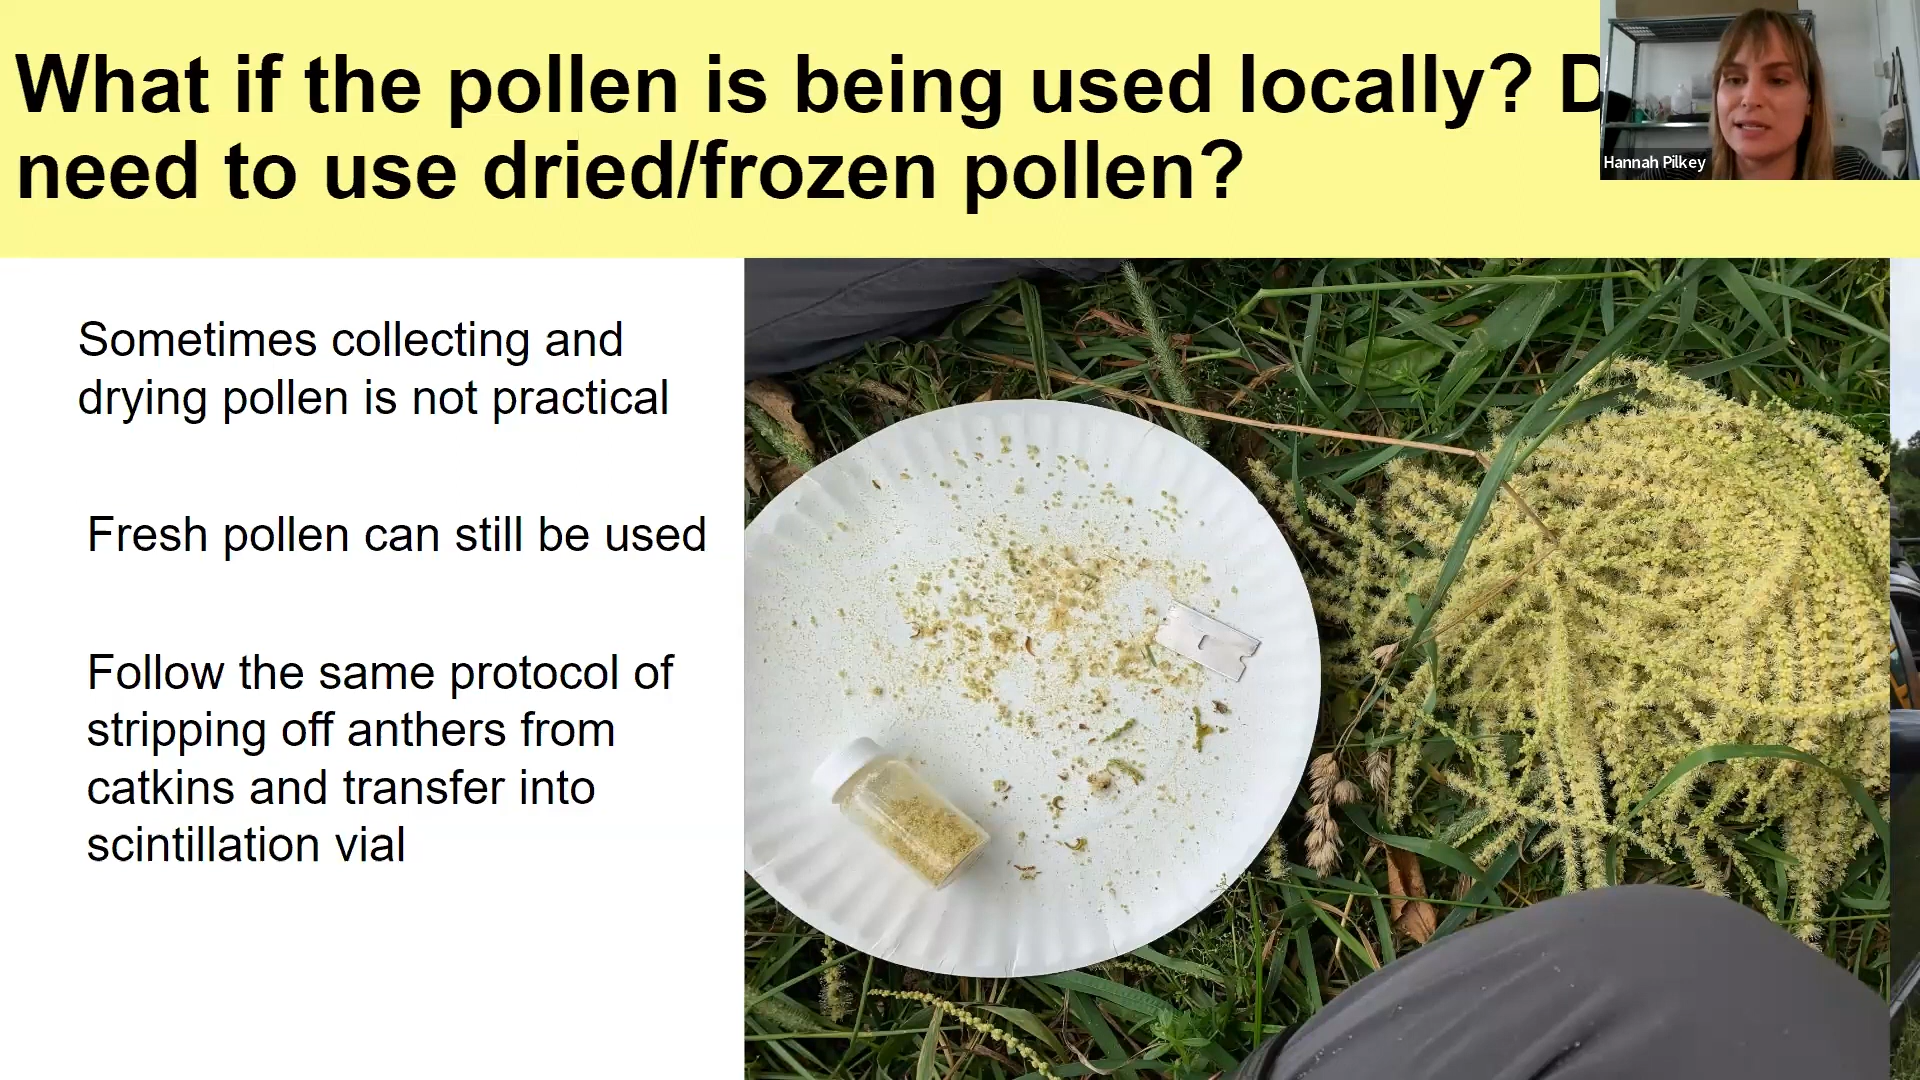 What if the pollen is being used locally?
need to use dried/frozen pollen?
Hannah Pilkey
Sometimes collecting and
drying pollen is not practical
Fresh pollen can still be used
Follow the same protocol of
stripping off anthers from
catkins and transfer into
scintillation vial